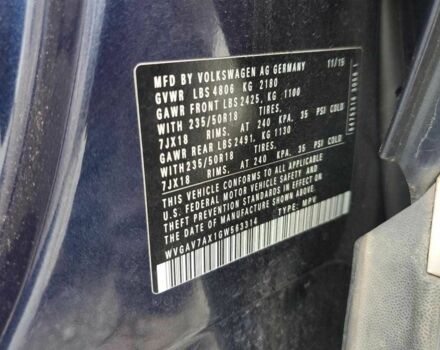 MFD BY VOLKSWAGEN AG GERMANY 11/15
GVWR LBS 4806 KG 2180
GAWR FRONT LBS 2425, KG 1100
WITH 235/50R18 TIRES,
7JX18 RIMS, AT 240 KPA, 35 PSI COLD
GAWR REAR LBS 2491, KG 1130
WITH 235/50R18 TIRES,
7JX18 RIMS, AT 240 KPA, 35 PSI COLD
THIS VEHICLE CONFORMS TO ALL APPLICABLE
U.S. FEDERAL MOTOR VEHICLE SAFETY AND
THEFT PREVENTION STANDARDS IN EFFECT ON
DATE OF MANUFACTURE SHOWN ABOVE
TYPE: MPV